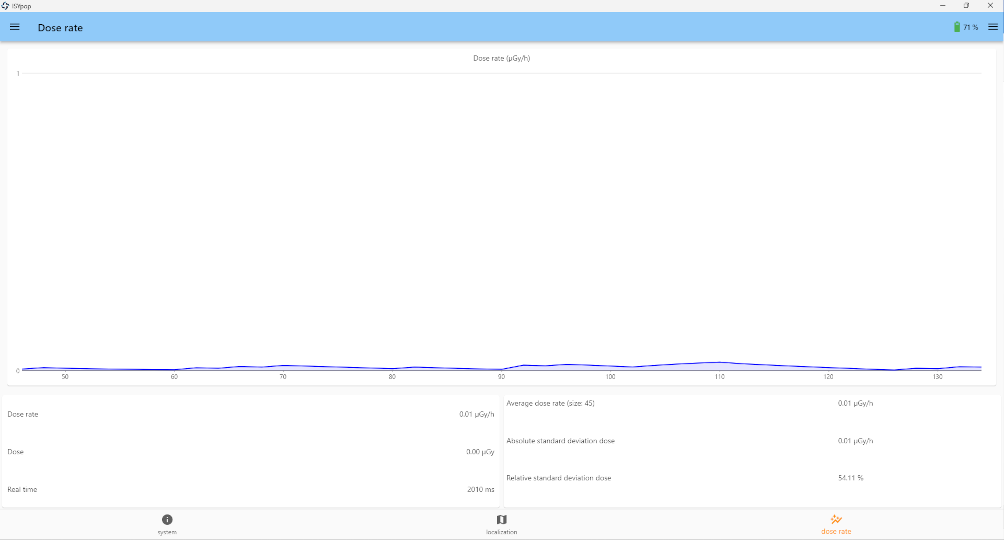 ISYpop
Dose rate
71 %
Dose rate (µGy/h)
1
0
50 60 70 80 90 100 110 120 130
Dose rate 0.01 µGy/h
Dose 0.00 µGy
Real time 2010 ms
Average dose rate (size: 45) 0.01 µGy/h
Absolute standard deviation dose 0.01 µGy/h
Relative standard deviation dose 54.11 %
system
localization
dose rate